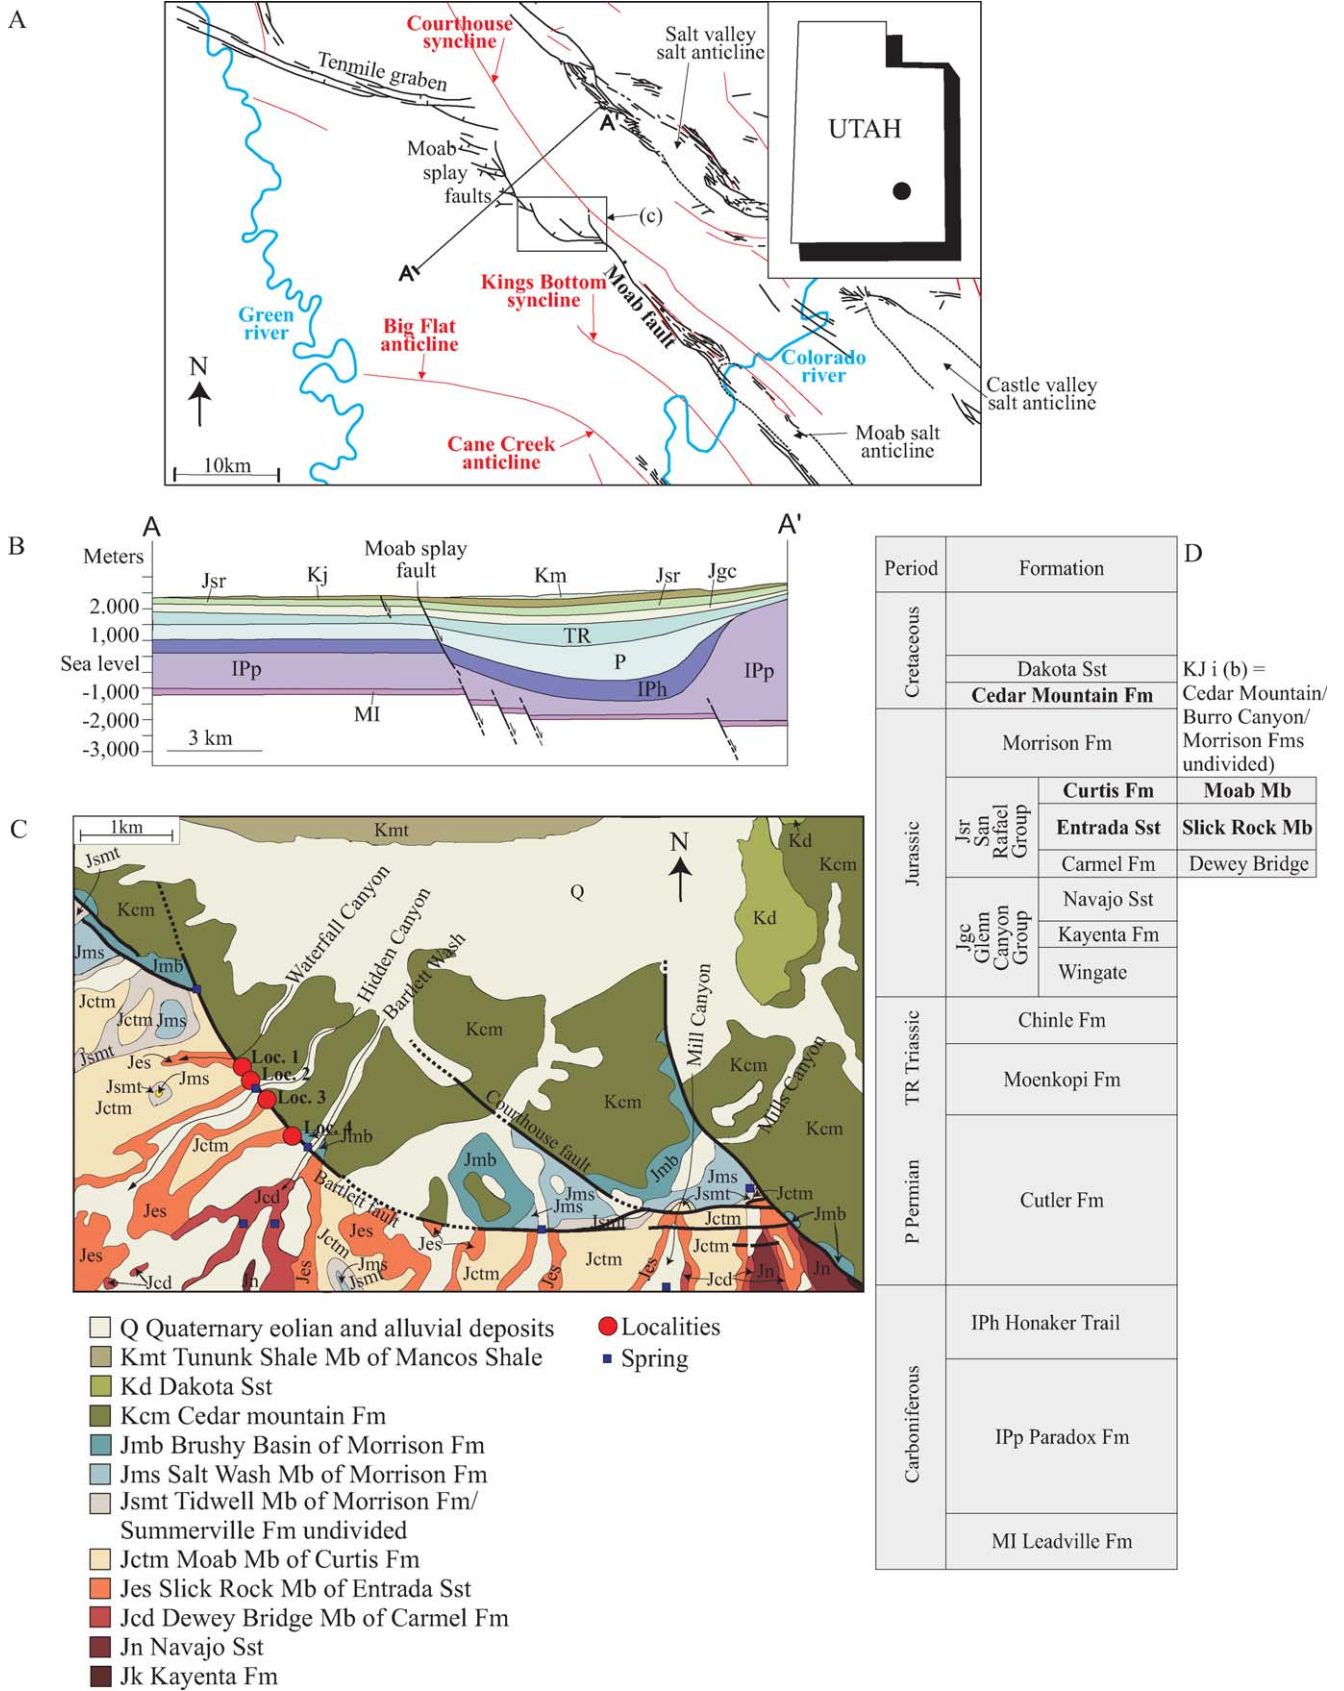 A
Courthouse
syncline
Salt valley
salt anticline
Tenmile graben
A'
UTAH
Moab
splay
faults
(c)
A
Kings Bottom
syncline
Moab fault
Green
river
Big Flat
anticline
N
Colorado
river
Castle valley
salt anticline
Cane Creek
anticline
Moab salt
anticline
10km
B
A
A'
Meters
Moab splay
fault
Jsr
Kj
Km
Jsr
Jgc
2,000
1,000
Sea level
-1,000
-2,000
-3,000
TR
P
IPp
IPh
IPp
MI
3 km
D
Period
Formation
Cretaceous
Dakota Sst
Cedar Mountain Fm
KJ i (b) =
Cedar Mountain/
Burro Canyon/
Morrison Fms
undivided)
Jurassic
Morrison Fm
Jsr
San
Rafael
Group
Curtis Fm
Moab Mb
Entrada Sst
Slick Rock Mb
Carmel Fm
Dewey Bridge
Jgc
Glenn
Canyon
Group
Navajo Sst
Kayenta Fm
Wingate
TR Triassic
Chinle Fm
Moenkopi Fm
P Permian
Cutler Fm
Carboniferous
IPh Honaker Trail
IPp Paradox Fm
MI Leadville Fm
C
1km
Kmt
N
Kd
Kcm
Jsmt
Kcm
Waterfall Canyon
Hidden Canyon
Bartlett Wash
Q
Kd
Jms
Jmb
Kcm
Mill Canyon
Jctm
Jctm
Jms
Jsmt
Jes
Loc. 1
Loc. 2
Loc. 3
Loc. 4
Jsmt
Jms
Jctm
Kcm
Kcm
Mills Canyon
Kcm
Courthouse fault
Jctm
Jmb
Jmb
Jmb
Jms
Jms
Jms
Jsmt
Jctm
Jmb
Bartlett fault
Jcd
Jes
Jes
Jes
Jsmt
Jctm
Jctm
Jes
Jcd
Jn
Jes
Jctm
Jms
Jsmt
Jctm
Jes
Jctm
Jes
Jcd
Jn
Jn
Q Quaternary eolian and alluvial deposits
Kmt Tununk Shale Mb of Mancos Shale
Kd Dakota Sst
Kcm Cedar mountain Fm
Jmb Brushy Basin of Morrison Fm
Jms Salt Wash Mb of Morrison Fm
Jsmt Tidwell Mb of Morrison Fm/
Summerville Fm undivided
Jctm Moab Mb of Curtis Fm
Jes Slick Rock Mb of Entrada Sst
Jcd Dewey Bridge Mb of Carmel Fm
Jn Navajo Sst
Jk Kayenta Fm
Localities
Spring